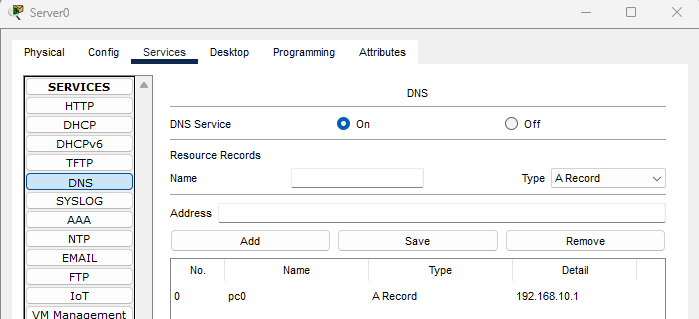 Server0
Physical Config Services Desktop Programming Attributes
SERVICES
HTTP
DHCP
DHCPv6
TFTP
DNS
SYSLOG
AAA
NTP
EMAIL
FTP
IoT
VM Management
DNS
DNS Service On Off
Resource Records
Name Type A Record
Address
Add Save Remove
No. Name Type Detail
0 pc0 A Record 192.168.10.1